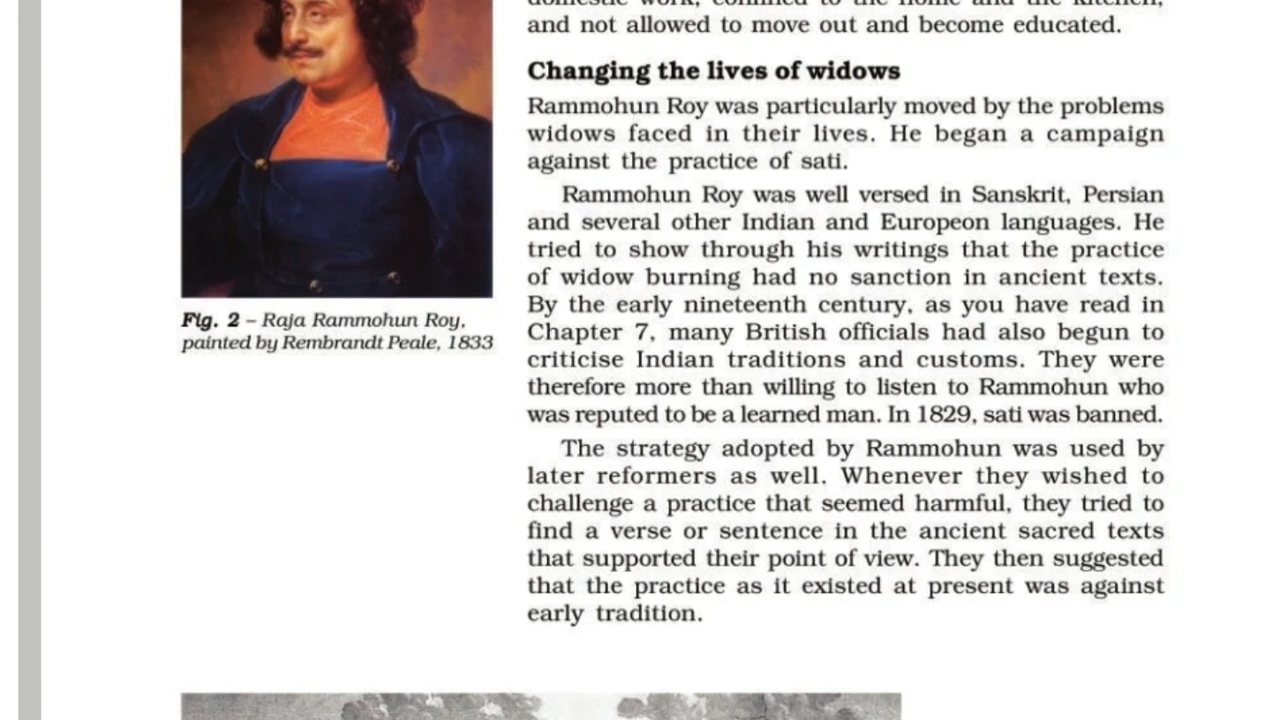 domestic work, confined to the home and the kitchen,
and not allowed to move out and become educated.
Changing the lives of widows
Rammohun Roy was particularly moved by the problems
widows faced in their lives. He began a campaign
against the practice of sati.
Rammohun Roy was well versed in Sanskrit, Persian
and several other Indian and Europeon languages. He
tried to show through his writings that the practice
of widow burning had no sanction in ancient texts.
By the early nineteenth century, as you have read in
Chapter 7, many British officials had also begun to
criticise Indian traditions and customs. They were
therefore more than willing to listen to Rammohun who
was reputed to be a learned man. In 1829, sati was banned.
The strategy adopted by Rammohun was used by
later reformers as well. Whenever they wished to
challenge a practice that seemed harmful, they tried to
find a verse or sentence in the ancient sacred texts
that supported their point of view. They then suggested
that the practice as it existed at present was against
early tradition.
Fig. 2 – Raja Rammohun Roy,
painted by Rembrandt Peale, 1833